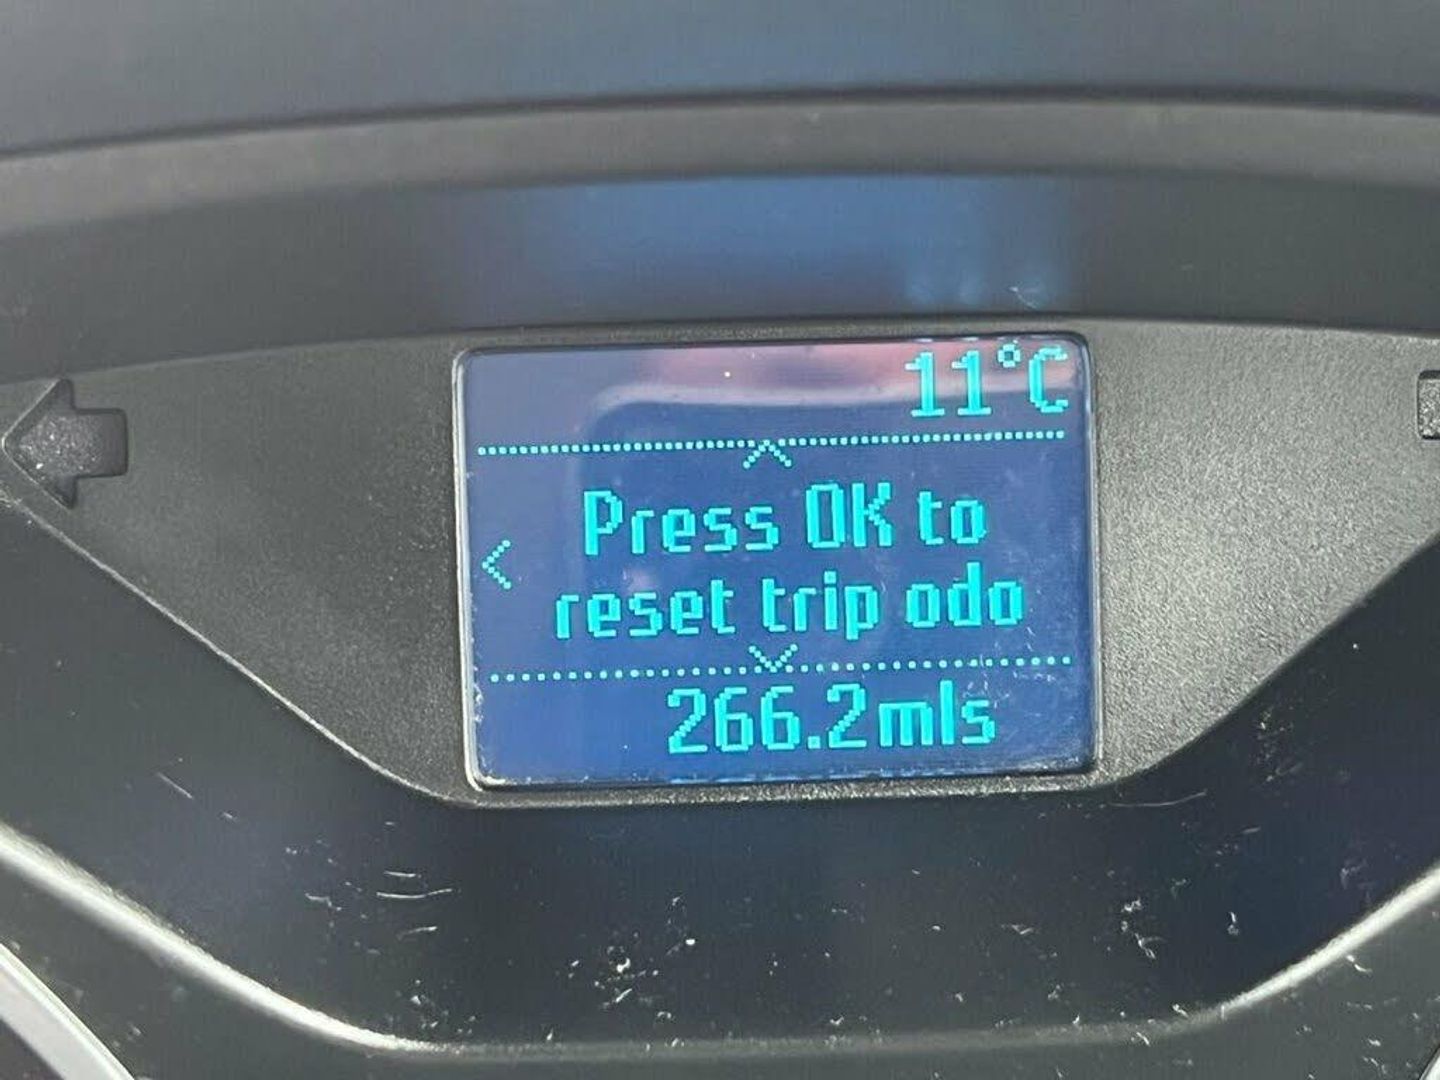 11°C
Press OK to
reset trip odo
266.2mls